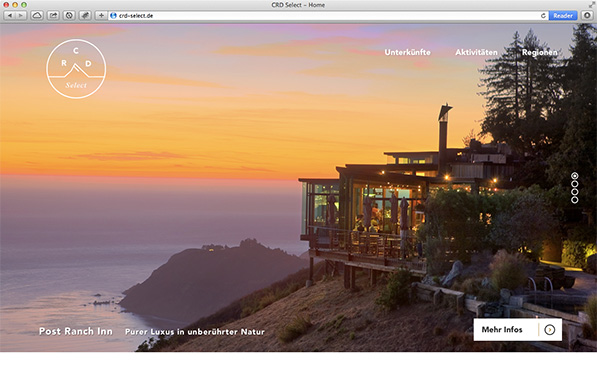 CRD Select – Home
crd-select.de
Reader
C
R D
Select
Unterkünfte Aktivitäten Regionen
Post Ranch Inn Purer Luxus in unberührter Natur
Mehr Infos